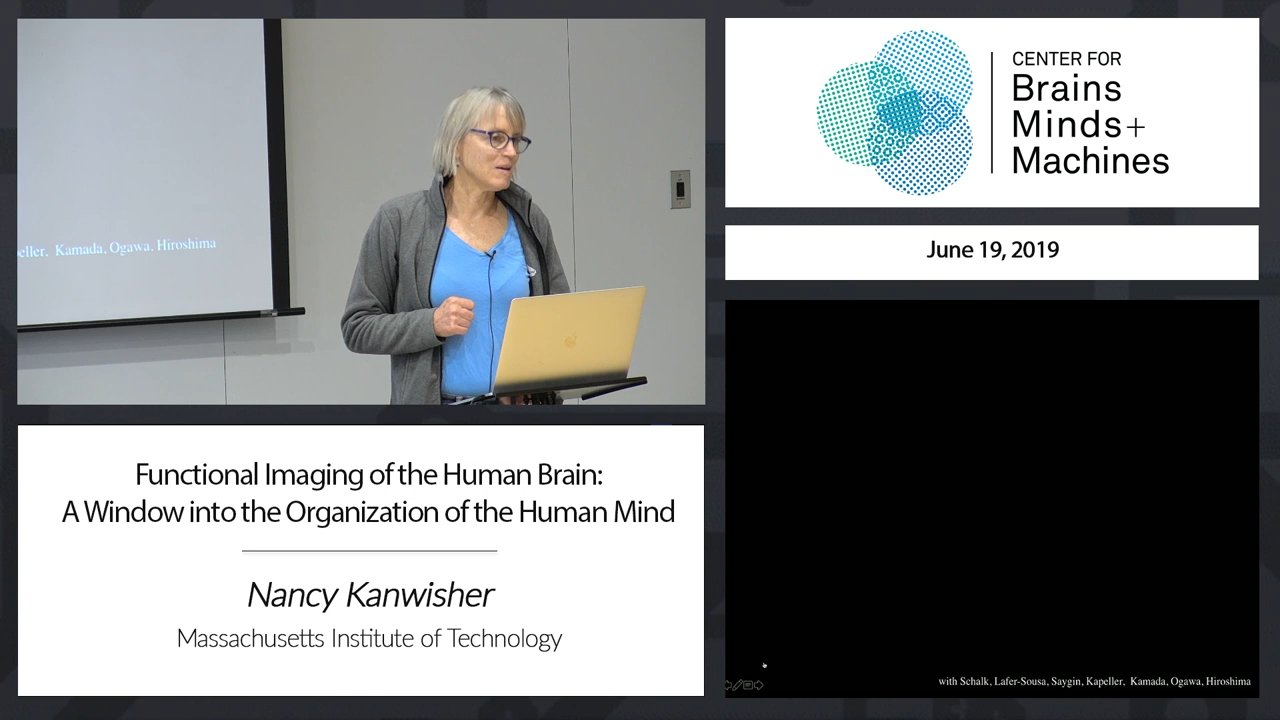 eller, Kamada, Ogawa, Hiroshima
CENTER FOR
Brains
Minds+
Machines
June 19, 2019
Functional Imaging of the Human Brain:
A Window into the Organization of the Human Mind
Nancy Kanwisher
Massachusetts Institute of Technology
with Schalk, Lafer-Sousa, Saygin, Kapeller, Kamada, Ogawa, Hiroshima